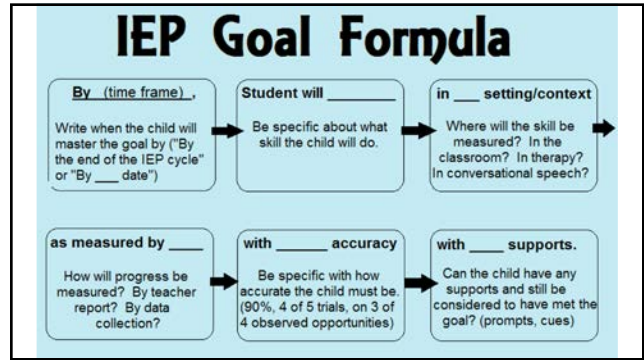 IEP Goal Formula
By (time frame) ,
Write when the child will
master the goal by ("By
the end of the IEP cycle"
or "By ____ date")
Student will ________
Be specific about what
skill the child will do.
in ___ setting/context
Where will the skill be
measured? In the
classroom? In therapy?
In conversational speech?
as measured by ____
How will progress be
measured? By teacher
report? By data
collection?
with ______ accuracy
Be specific with how
accurate the child must be.
(90%, 4 of 5 trials, on 3 of
4 observed opportunities)
with ____ supports.
Can the child have any
supports and still be
considered to have met the
goal? (prompts, cues)